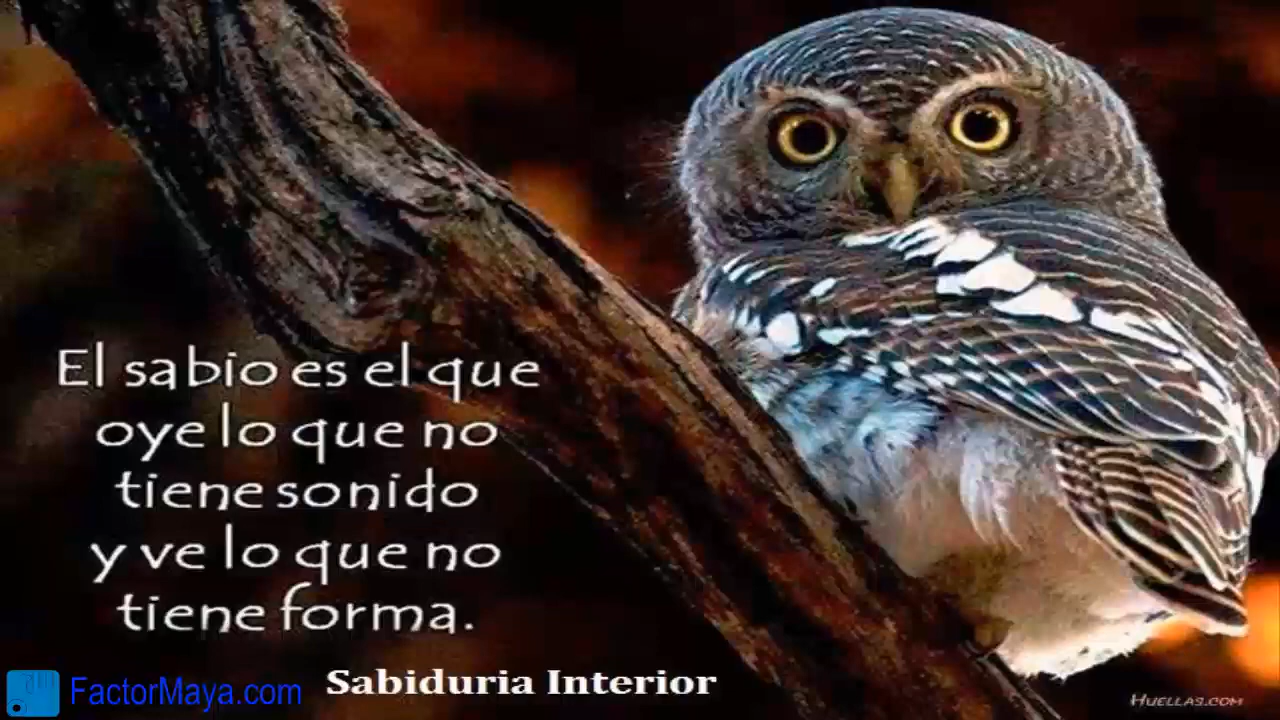 El sabio es el que
oye lo que no
tiene sonido
y ve lo que no
tiene forma.
FactorMaya.com
Sabiduria Interior
HUELLAS.COM